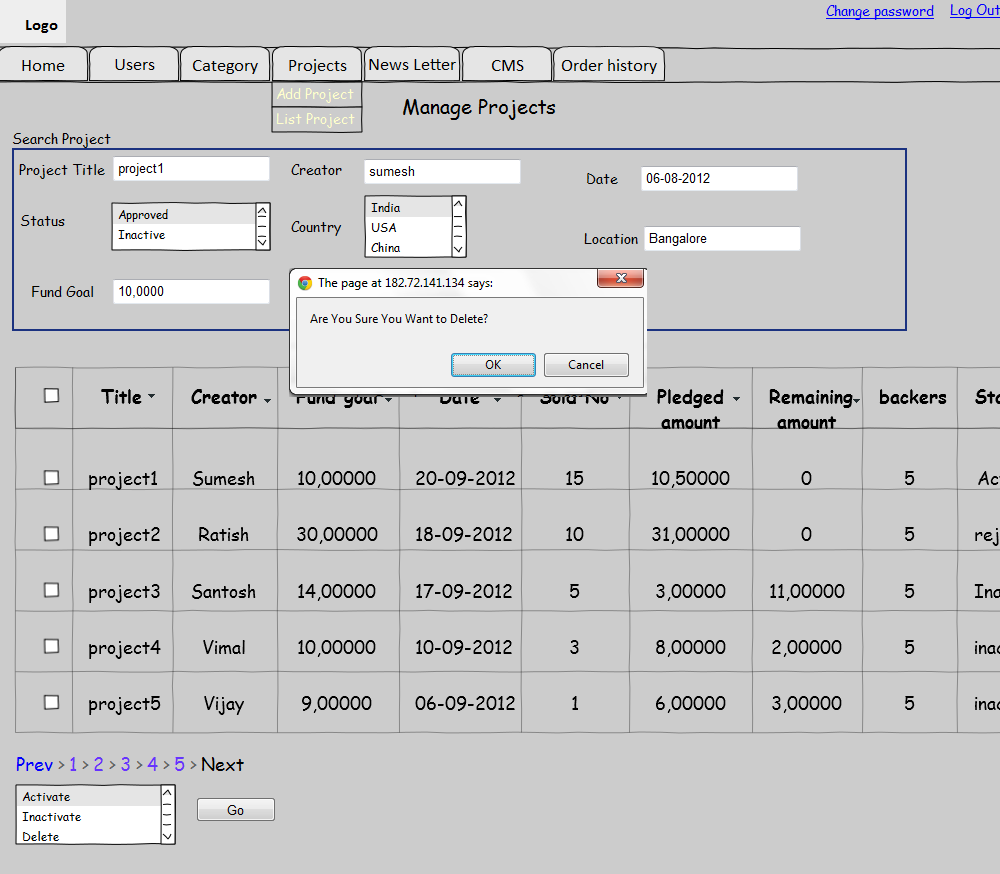 Change password Log Out
Logo
Home Users Category Projects News Letter CMS Order history
Add Project
List Project
Manage Projects
Search Project
Project Title project1 Creator sumesh Date 06-08-2012
Status Approved Inactive Country India USA China Location Bangalore
Fund Goal 10,0000
The page at 182.72.141.134 says:
Are You Sure You Want to Delete?
OK Cancel
Title Creator Fund goal Date Sold No Pledged amount Remaining amount backers
project1 Sumesh 10,00000 20-09-2012 15 10,50000 0 5
project2 Ratish 30,00000 18-09-2012 10 31,00000 0 5
project3 Santosh 14,00000 17-09-2012 5 3,00000 11,00000 5
project4 Vimal 10,00000 10-09-2012 3 8,00000 2,00000 5
project5 Vijay 9,00000 06-09-2012 1 6,00000 3,00000 5
Prev > 1 > 2 > 3 > 4 > 5 > Next
Activate
Inactivate
Delete
Go